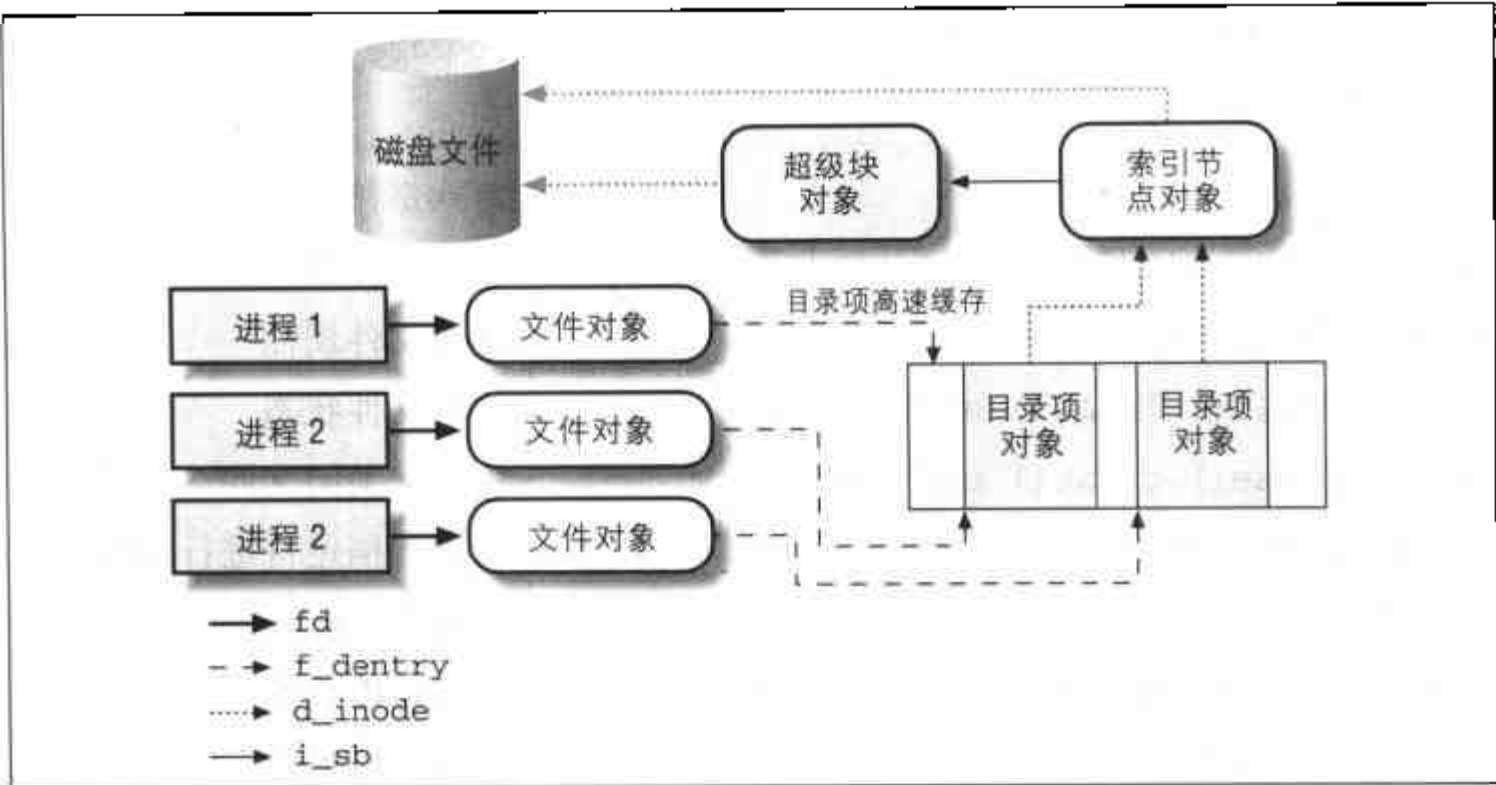 磁盘文件
超级块
对象
索引节
点对象
进程1
文件对象
目录项高速缓存
进程2
文件对象
目录项
对象
目录项
对象
进程2
文件对象
fd
f_dentry
d_inode
i_sb